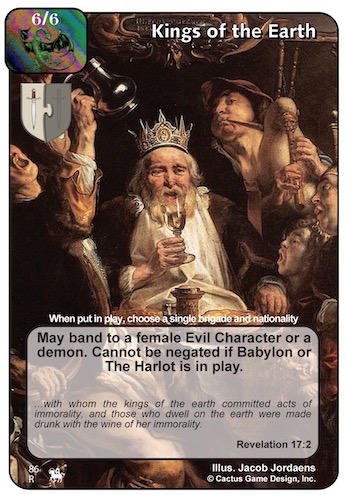 6/6
Kings of the Earth
When put in play, choose a single brigade and nationality
May band to a female Evil Character or a
demon. Cannot be negated if Babylon or
The Harlot is in play.
...with whom the kings of the earth committed acts of
immorality, and those who dwell on the earth were made
drunk with the wine of her immorality.
Revelation 17:2
86
R
Illus. Jacob Jordaens
© Cactus Game Design, Inc.